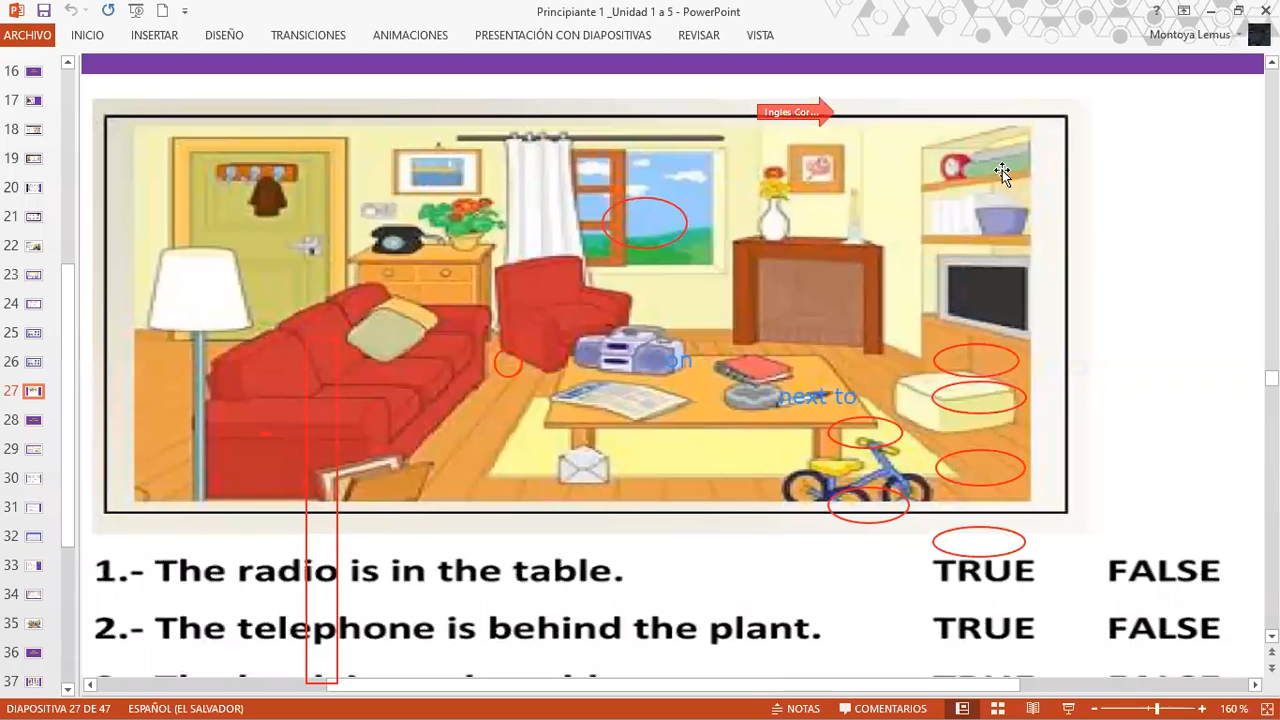 Principiante 1 _Unidad 1 a 5 - PowerPoint
?
ARCHIVO INICIO INSERTAR DISEÑO TRANSICIONES ANIMACIONES PRESENTACIÓN CON DIAPOSITIVAS REVISAR VISTA Montoya Lemus
16
17
18
19
20
21
22
23
24
25
26
27
28
29
30
31
32
33
34
35
36
37
Ingles Cor...
on
next to
1.- The radio is in the table. TRUE FALSE
2.- The telephone is behind the plant. TRUE FALSE
DIAPOSITIVA 27 DE 47 ESPAÑOL (EL SALVADOR) NOTAS COMENTARIOS 160 %